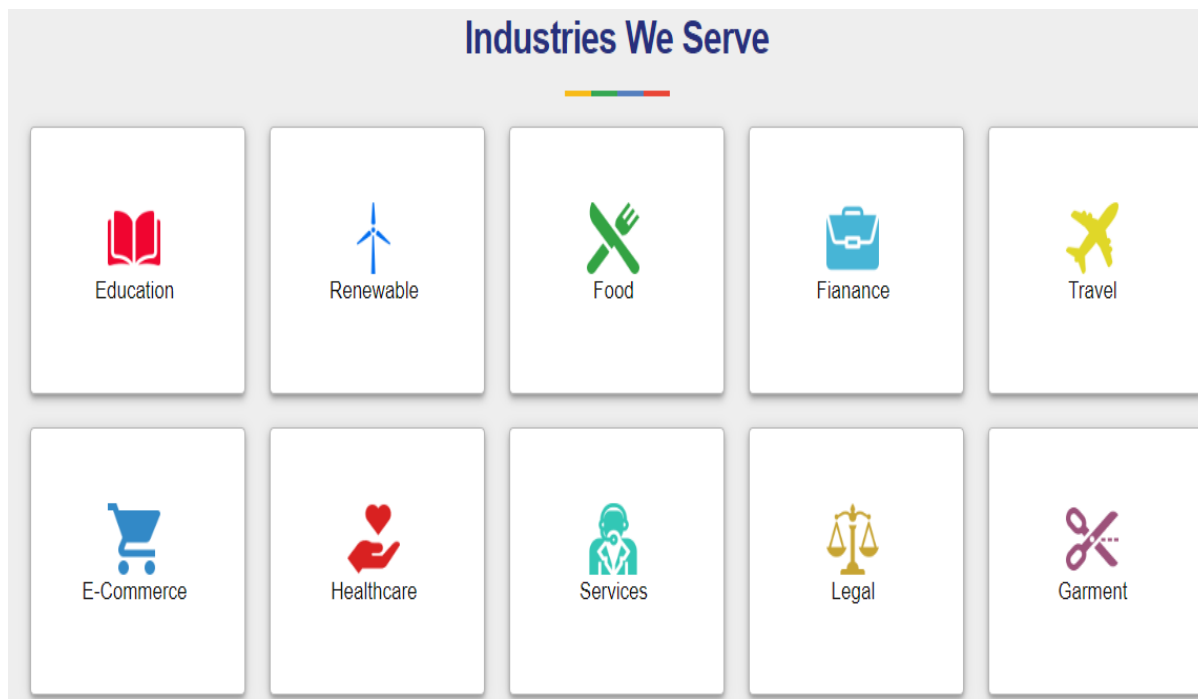 Industries We Serve
Education
Renewable
Food
Fianance
Travel
E-Commerce
Healthcare
Services
Legal
Garment